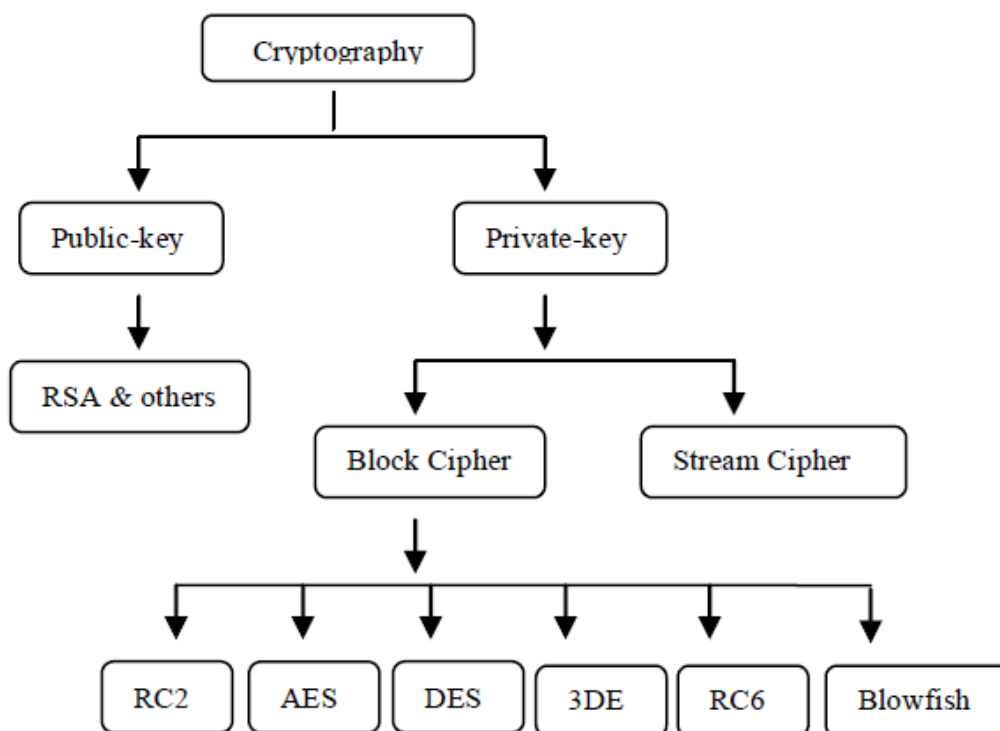 Cryptography
Public-key
Private-key
RSA & others
Block Cipher
Stream Cipher
RC2
AES
DES
3DE
RC6
Blowfish